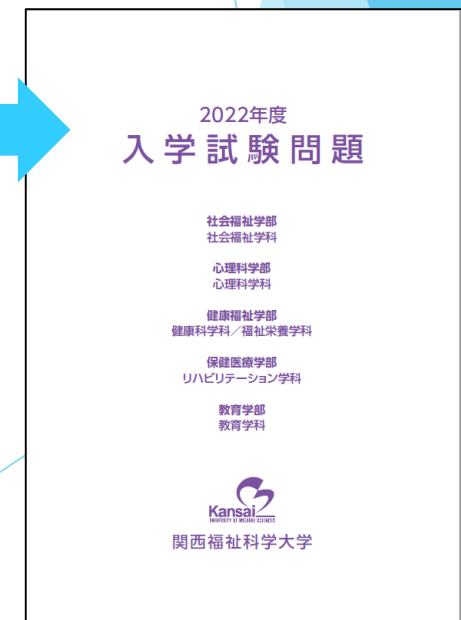 2022年度
入学試験問題
社会福祉学部
社会福祉学科
心理科学部
心理科学科
健康福祉学部
健康科学科／福祉栄養学科
保健医療学部
リハビリテーション学科
教育学部
教育学科
Kansai
UNIVERSITY OF WELFARE SCIENCES
関西福祉科学大学